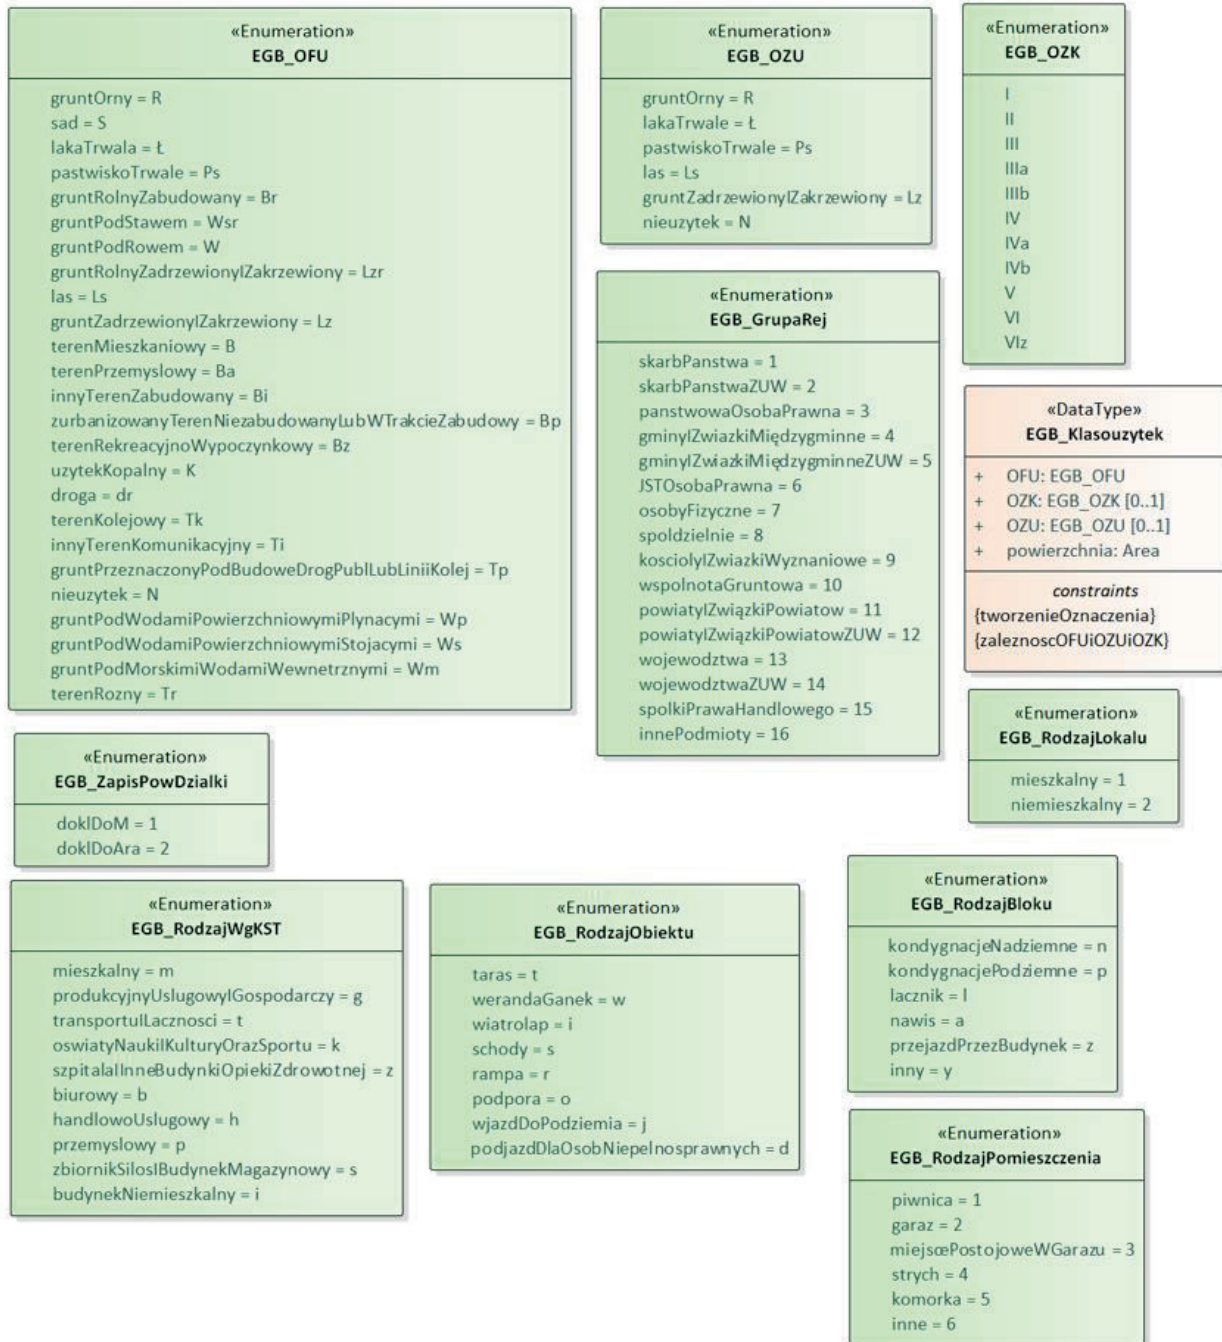 «Enumeration»
EGB_OFU
gruntOrny = R
sad = S
lakaTrwala = Ł
pastwiskoTrwale = Ps
gruntRolnyZabudowany = Br
gruntPodStawem = Wsr
gruntPodRowem = W
gruntRolnyZadrzewionyIZakrzewiony = Lzr
las = Ls
gruntZadrzewionyIZakrzewiony = Lz
terenMieszkaniowy = B
terenPrzemyslowy = Ba
innyTerenZabudowany = Bi
zurbanizowanyTerenNiezabudowanyLubWTrakcieZabudowy = Bp
terenRekreacyjnoWypoczynkowy = Bz
uzytekKopalny = K
droga = dr
terenKolejowy = Tk
innyTerenKomunikacyjny = Ti
gruntPrzeznaczonyPodBudoweDrogPublLubLiniiKolej = Tp
nieuzytek = N
gruntPodWodamiPowierzchniowymiPlynacymi = Wp
gruntPodWodamiPowierzchniowymiStojacymi = Ws
gruntPodMorskimiWodamiWewnetrznymi = Wm
terenRozny = Tr
«Enumeration»
EGB_OZU
gruntOrny = R
lakaTrwale = Ł
pastwiskoTrwale = Ps
las = Ls
gruntZadrzewionyIZakrzewiony = Lz
nieuzytek = N
«Enumeration»
EGB_OZK
I
II
III
IIIa
IIIb
IV
IVa
IVb
V
VI
VIz
«Enumeration»
EGB_GrupaRej
skarbPanstwa = 1
skarbPanstwaZUW = 2
panstwowaOsobaPrawna = 3
gminyIZwiazkiMiędzygminne = 4
gminyIZwiazkiMiędzygminneZUW = 5
JSTOsobaPrawna = 6
osobyFizyczne = 7
spoldzielnie = 8
kosciolyIZwiazkiWyznaniowe = 9
wspolnotaGruntowa = 10
powiatyIZwiązkiPowiatow = 11
powiatyIZwiązkiPowiatowZUW = 12
wojewodztwa = 13
wojewodztwaZUW = 14
spolkiPrawaHandlowego = 15
innePodmioty = 16
«DataType»
EGB_Klasouzytek
+ OFU: EGB_OFU
+ OZK: EGB_OZK [0..1]
+ OZU: EGB_OZU [0..1]
+ powierzchnia: Area
constraints
{tworzenieOznaczenia}
{zaleznoscOFUiOZUiOZK}
«Enumeration»
EGB_RodzajLokalu
mieszkalny = 1
niemieszkalny = 2
«Enumeration»
EGB_ZapisPowDzialki
doklDoM = 1
doklDoAra = 2
«Enumeration»
EGB_RodzajWgKST
mieszkalny = m
produkcyjnyUslugowyIGospodarczy = g
transportuILacznosci = t
oswiatyNaukiIKulturyOrazSportu = k
szpitalaIInneBudynkiOpiekiZdrowotnej = z
biurowy = b
handlowoUslugowy = h
przemyslowy = p
zbiornikSilosIBudynekMagazynowy = s
budynekNiemieszkalny = i
«Enumeration»
EGB_RodzajObiektu
taras = t
werandaGanek = w
wiatrolap = i
schody = s
rampa = r
podpora = o
wjazdDoPodziemia = j
podjazdDlaOsobNiepelnosprawnych = d
«Enumeration»
EGB_RodzajBloku
kondygnacjeNadziemne = n
kondygnacjePodziemne = p
lacznik = l
nawis = a
przejazdPrzezBudynek = z
inny = y
«Enumeration»
EGB_RodzajPomieszczenia
piwnica = 1
garaz = 2
miejscePostojoweWGarazu = 3
strych = 4
komorka = 5
inne = 6